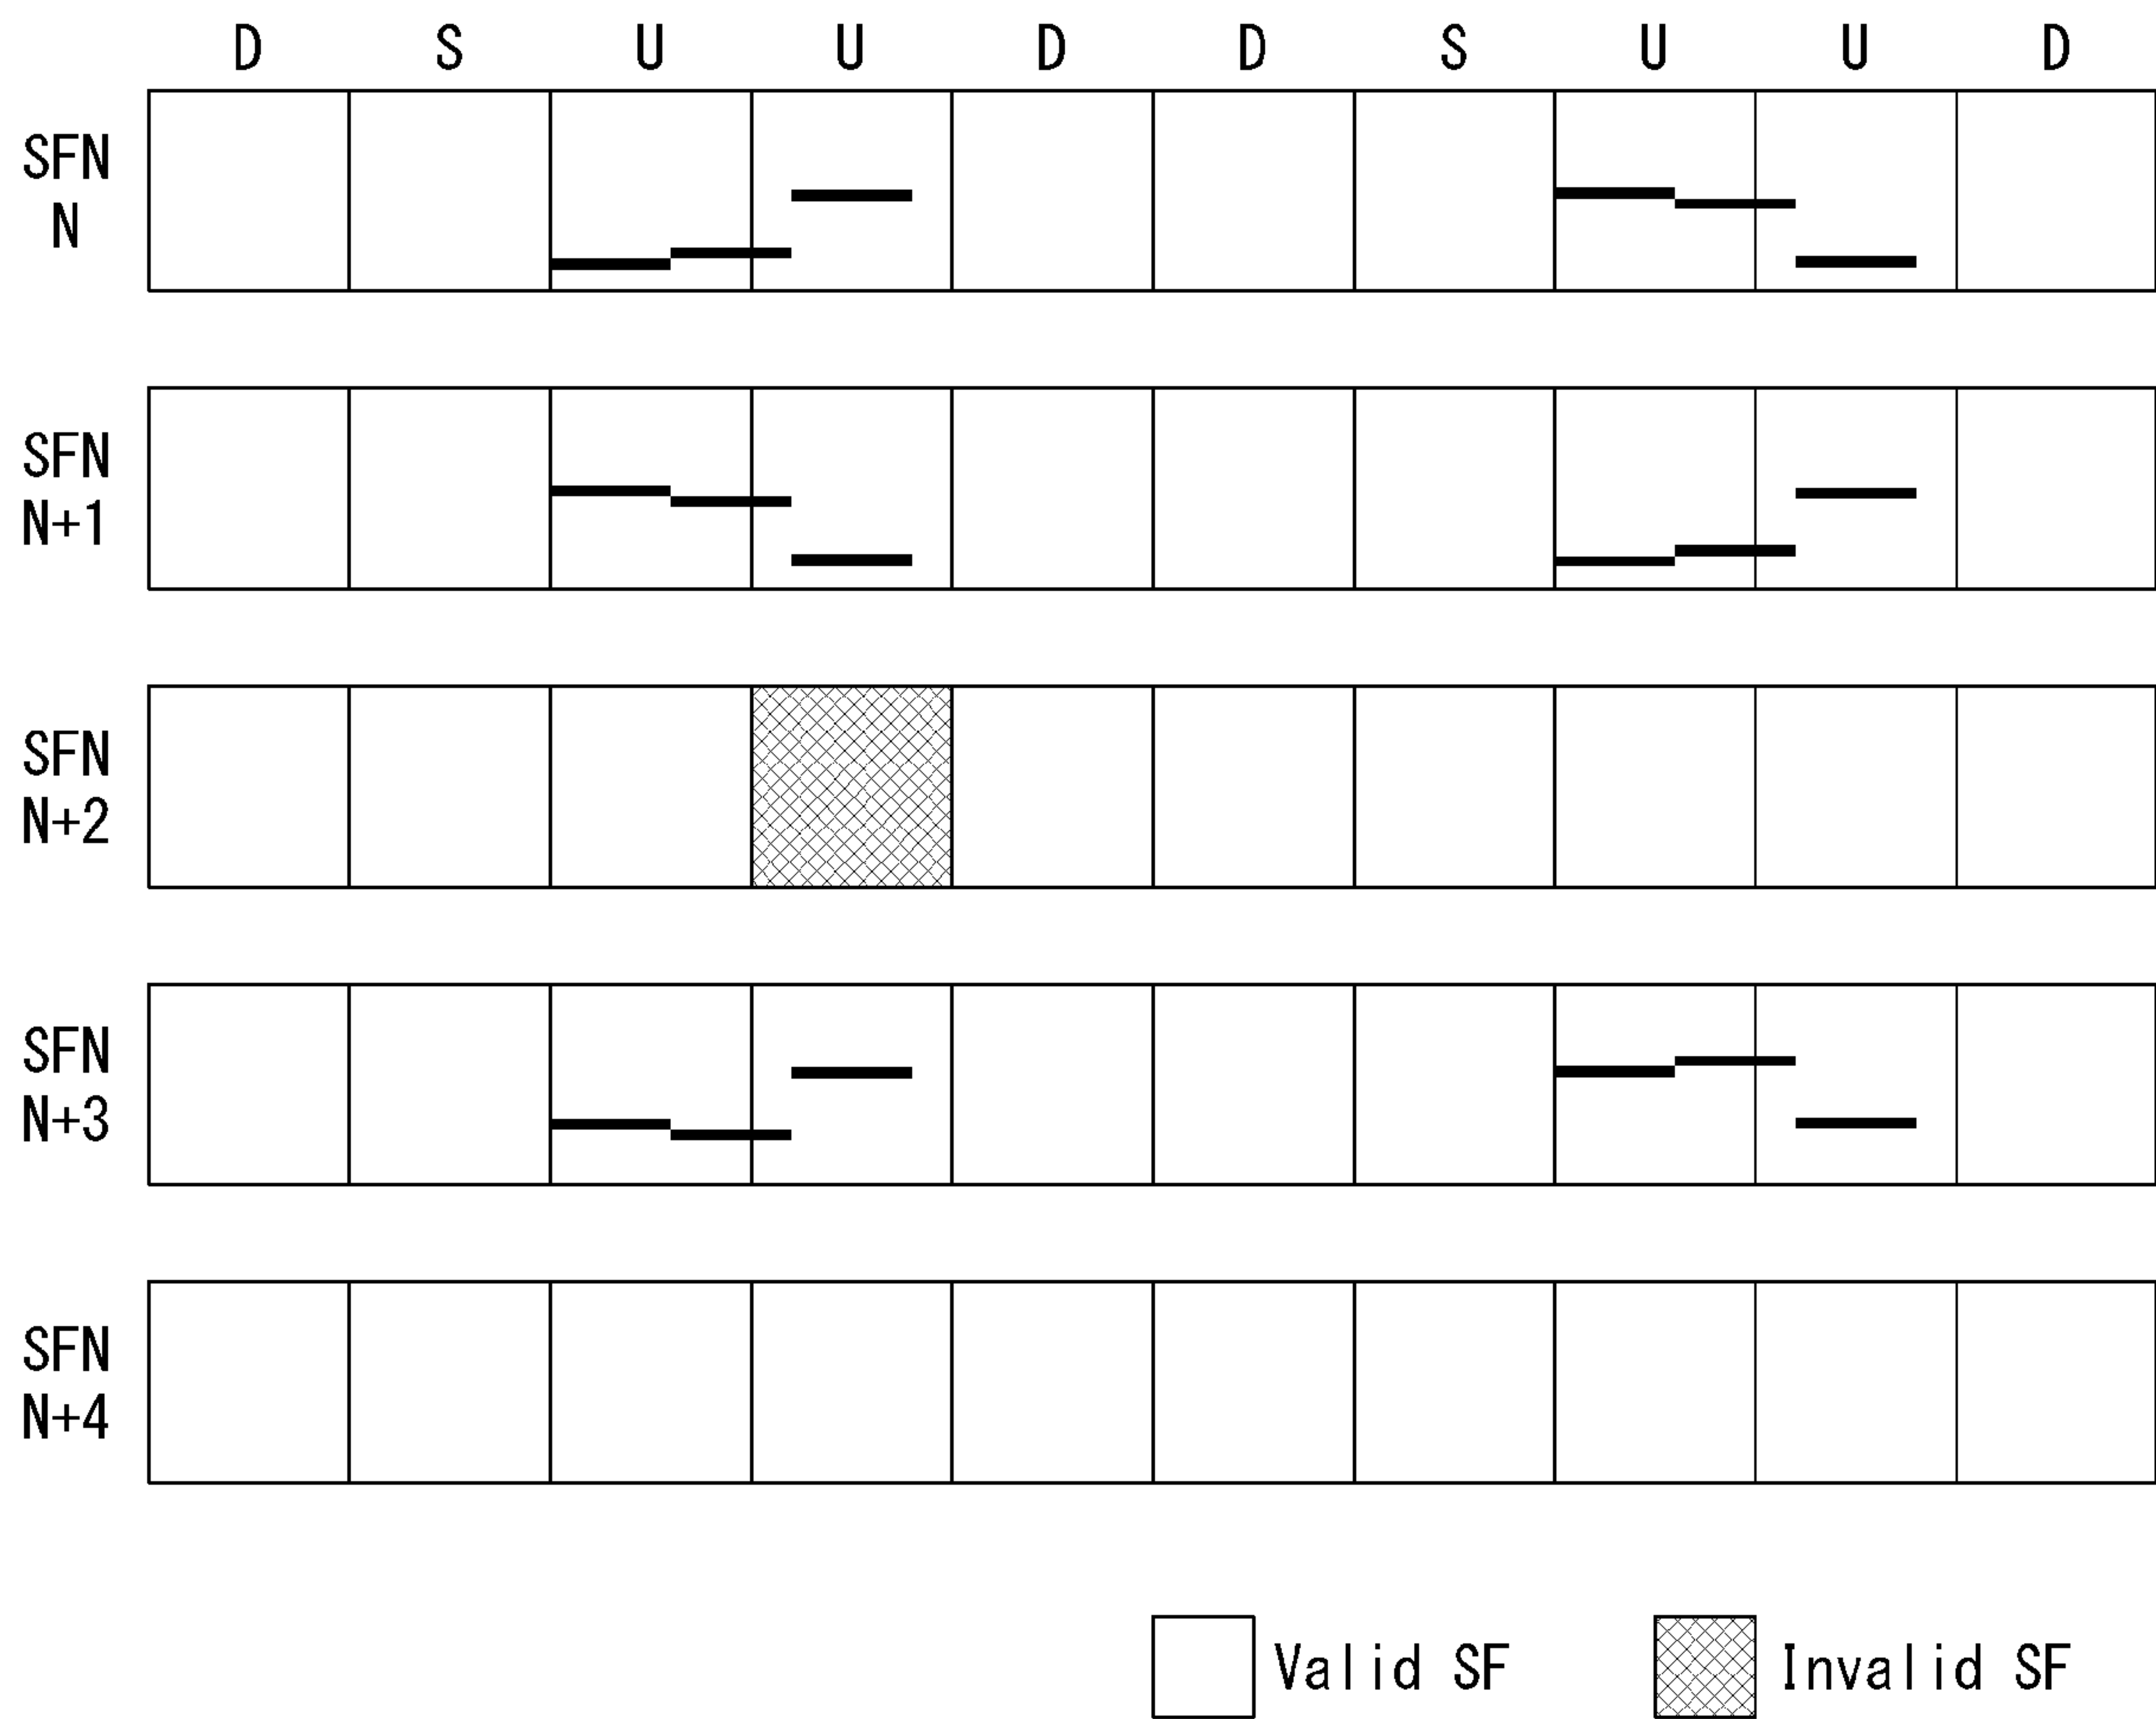 D S U U D D S U U D
SFN
N
SFN
N+1
SFN
N+2
SFN
N+3
SFN
N+4
Valid SF Invalid SF